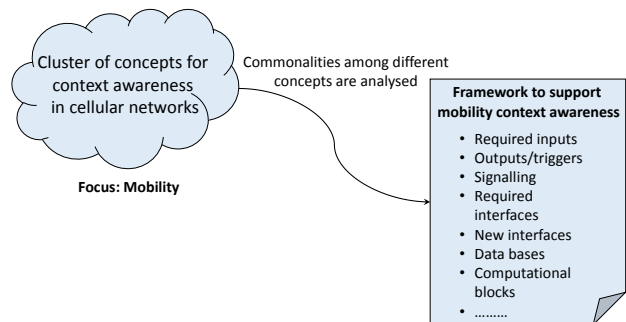 Cluster of concepts for
context awareness
in cellular networks
Focus: Mobility
Commonalities among different
concepts are analysed
Framework to support
mobility context awareness
• Required inputs
• Outputs/triggers
• Signalling
• Required
interfaces
• New interfaces
• Data bases
• Computational
blocks
• ………